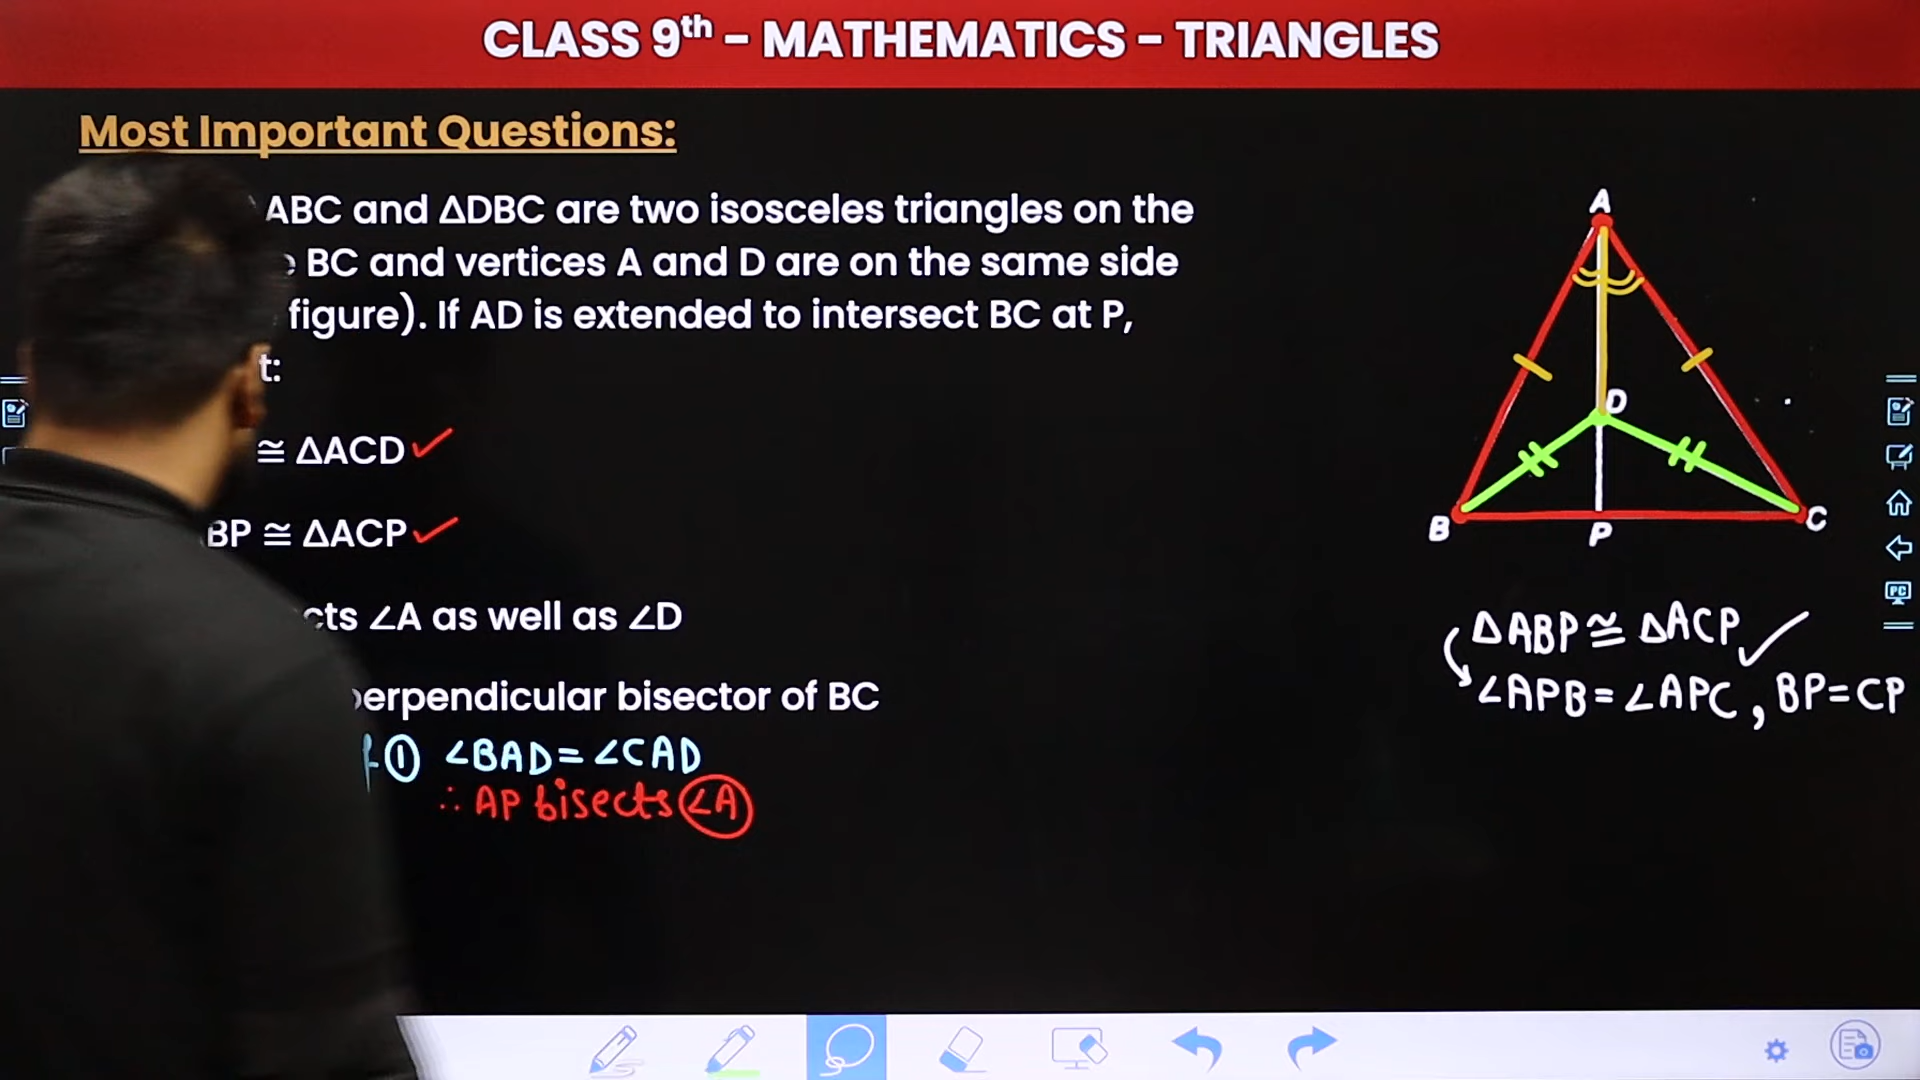 CLASS 9th - MATHEMATICS - TRIANGLES
Most Important Questions:
ABC and ΔDBC are two isosceles triangles on the
BC and vertices A and D are on the same side
figure). If AD is extended to intersect BC at P,
t:
≅ ΔACD
BP ≅ ΔACP
cts ∠A as well as ∠D
perpendicular bisector of BC
① ∠BAD = ∠CAD
∴ AP bisects ∠A
A
D
B
P
C
ΔABP ≅ ΔACP
∠APB = ∠APC, BP = CP
PC